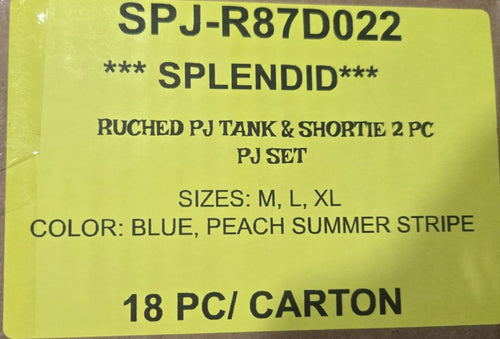 SPJ-R87D022
*** SPLENDID***
RUCHED PJ TANK & SHORTIE 2 PC
PJ SET
SIZES: M, L, XL
COLOR: BLUE, PEACH SUMMER STRIPE
18 PC/ CARTON